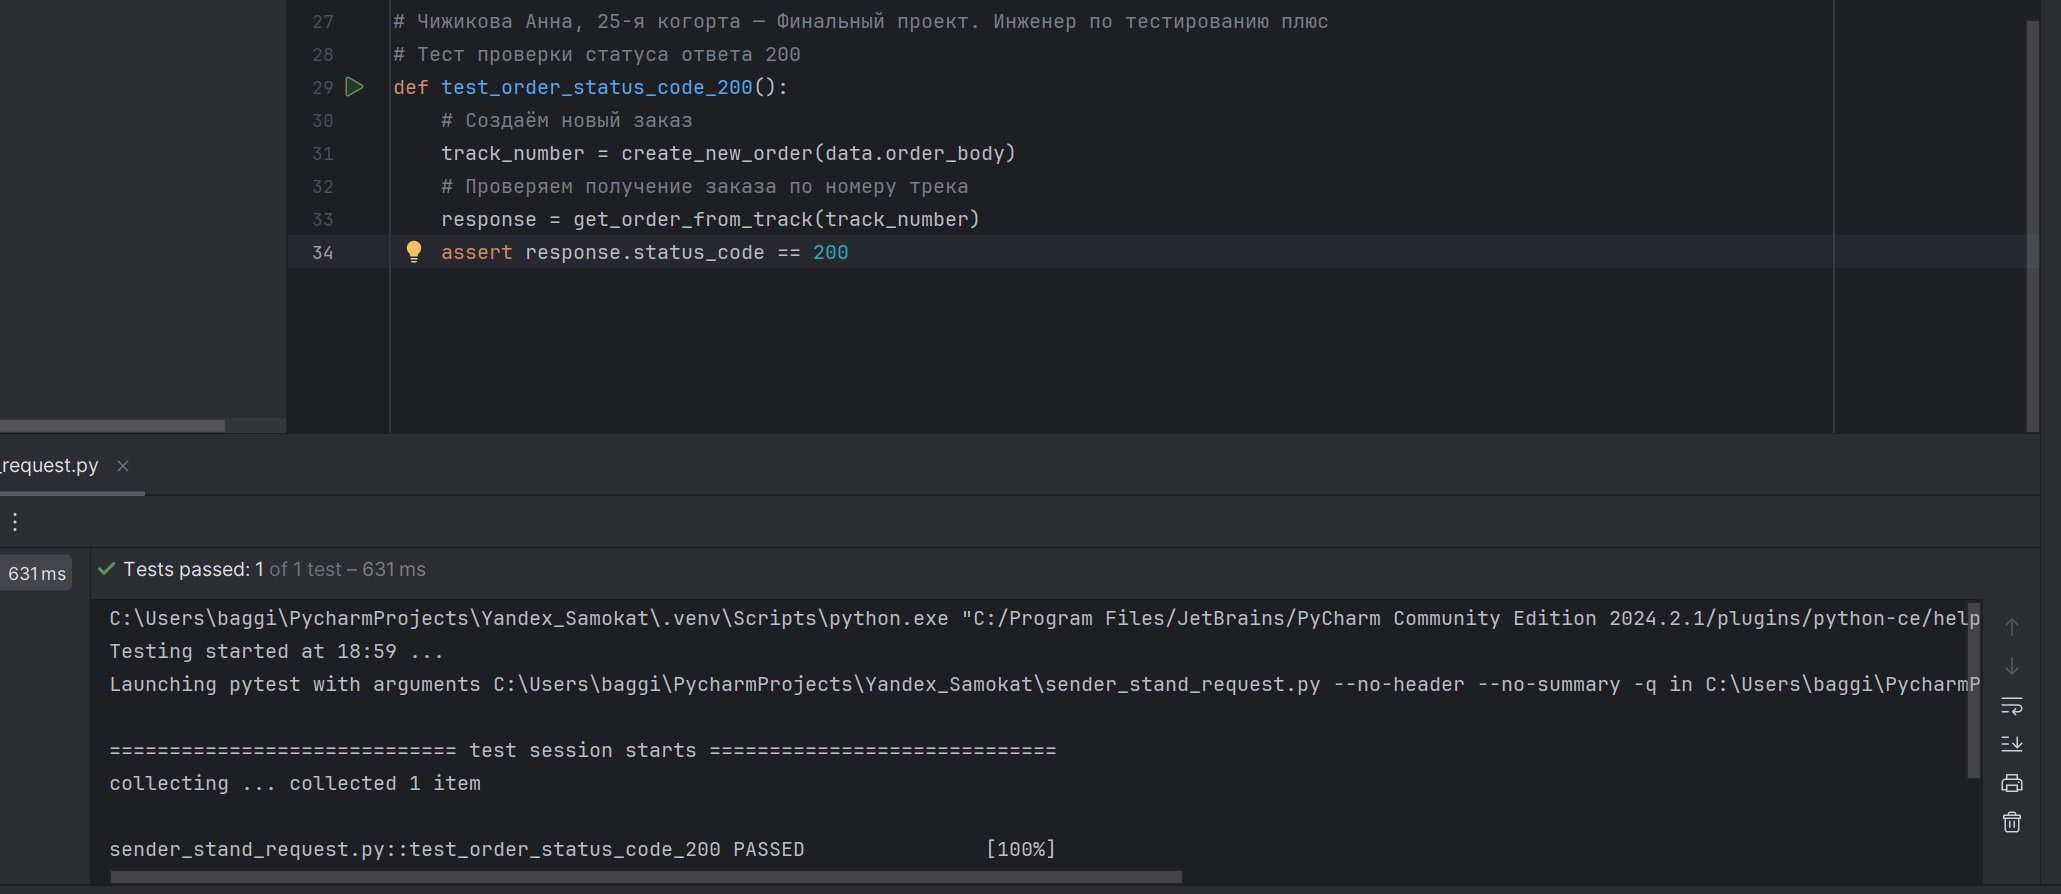 27 # Чижикова Анна, 25-я когорта — Финальный проект. Инженер по тестированию плюс
28 # Тест проверки статуса ответа 200
29 def test_order_status_code_200():
30 # Создаём новый заказ
31 track_number = create_new_order(data.order_body)
32 # Проверяем получение заказа по номеру трека
33 response = get_order_from_track(track_number)
34 assert response.status_code == 200
_request.py
631 ms
Tests passed: 1 of 1 test – 631 ms
C:\Users\baggi\PycharmProjects\Yandex_Samokat\.venv\Scripts\python.exe "C:/Program Files/JetBrains/PyCharm Community Edition 2024.2.1/plugins/python-ce/help
Testing started at 18:59 ...
Launching pytest with arguments C:\Users\baggi\PycharmProjects\Yandex_Samokat\sender_stand_request.py --no-header --no-summary -q in C:\Users\baggi\PycharmP
============================= test session starts =============================
collecting ... collected 1 item
sender_stand_request.py::test_order_status_code_200 PASSED [100%]